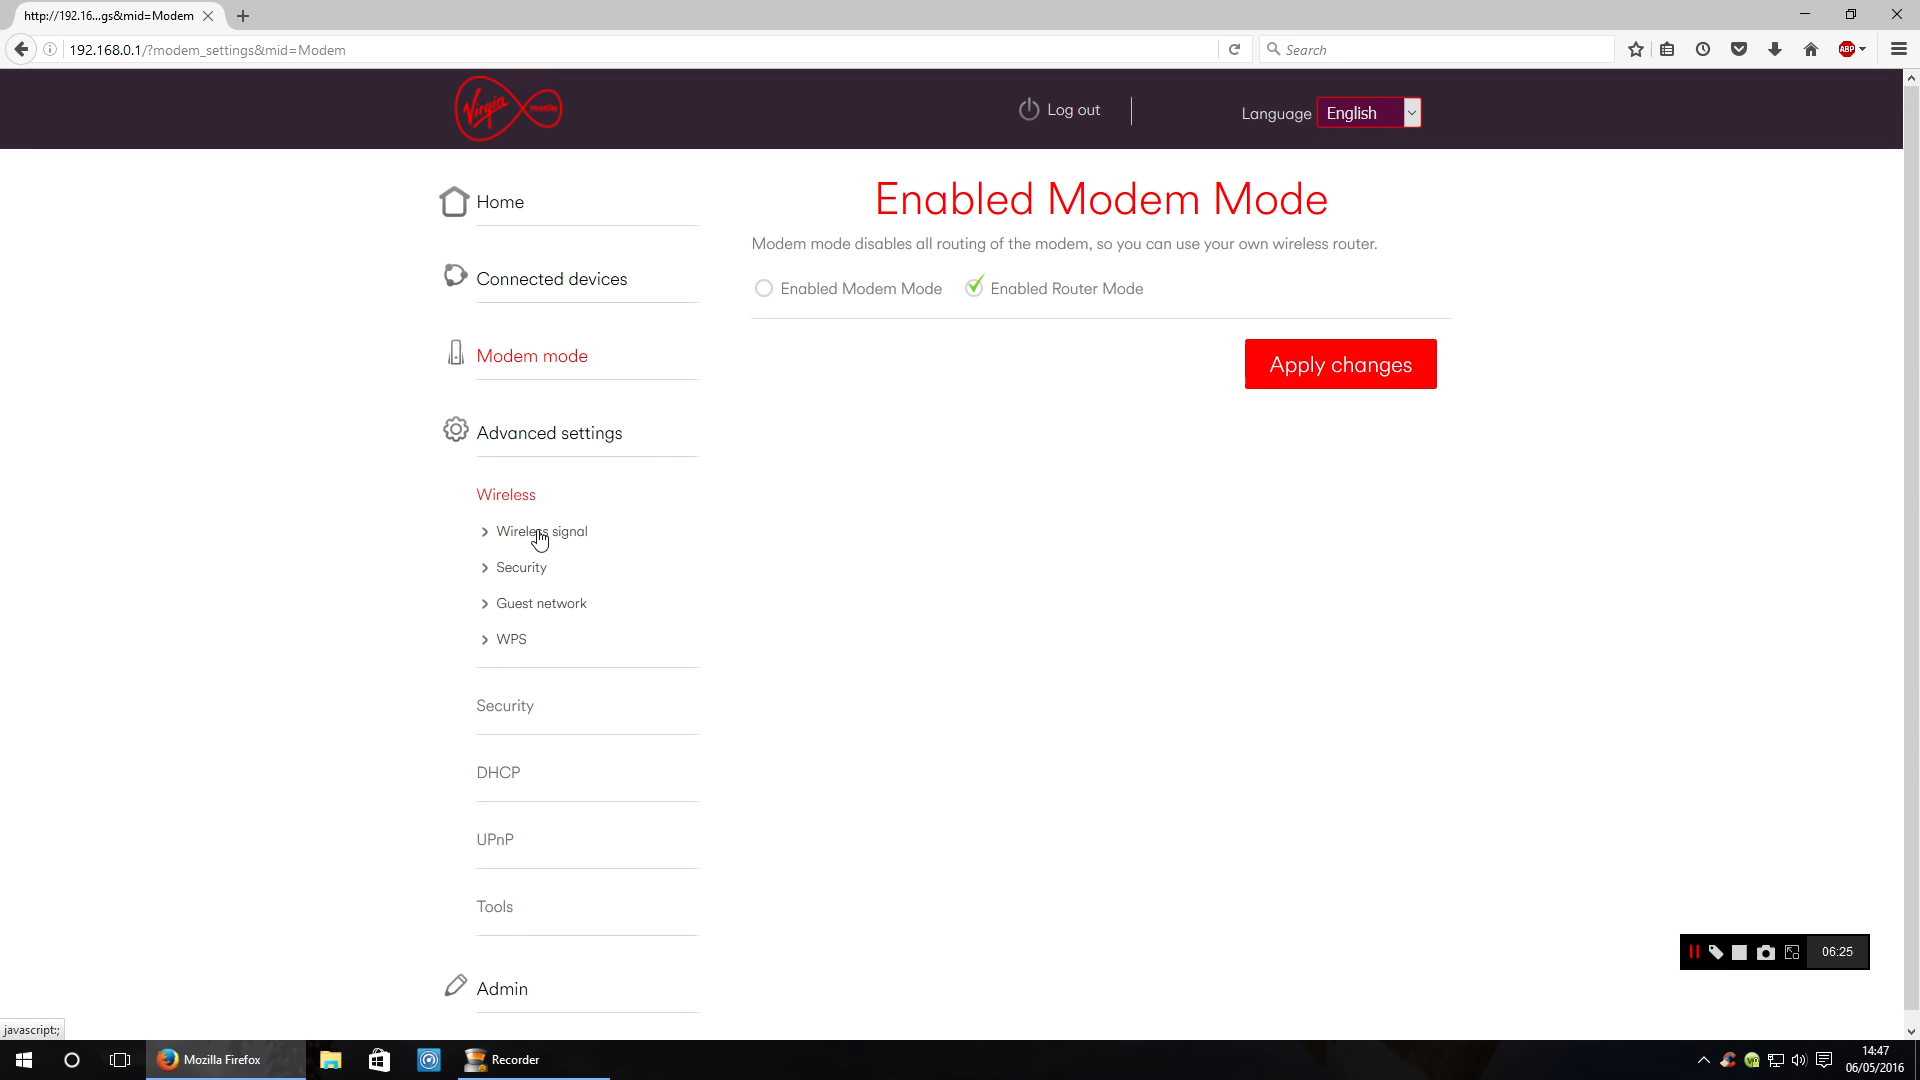 http://192.16...gs&mid=Modem
192.168.0.1/?modem_settings&mid=Modem
Search
ABP
Virgin media
Log out
Language English
Home
Connected devices
Modem mode
Advanced settings
Wireless
Wireless signal
Security
Guest network
WPS
Security
DHCP
UPnP
Tools
Admin
Enabled Modem Mode
Modem mode disables all routing of the modem, so you can use your own wireless router.
Enabled Modem Mode Enabled Router Mode
Apply changes
06:25
javascript:;
Mozilla Firefox
Recorder
14:47
06/05/2016